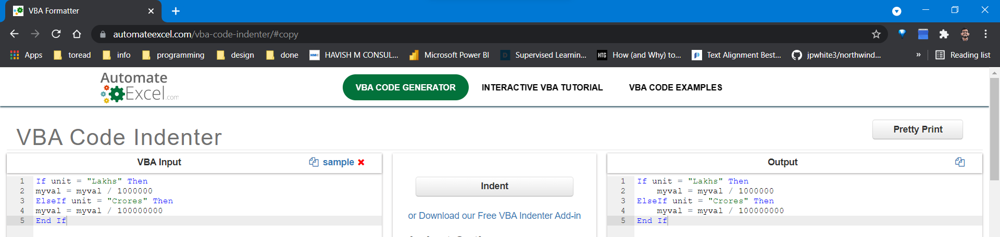 VBA Formatter
automateexcel.com/vba-code-indenter/#copy
Apps toread info programming design done HMC HAVISH M CONSUL... Microsoft Power BI D Supervised Learnin... HTG How (and Why) to... Text Alignment Best... jpwhite3/northwind... » Reading list
Automate
Excel.com
VBA CODE GENERATOR INTERACTIVE VBA TUTORIAL VBA CODE EXAMPLES
VBA Code Indenter
Pretty Print
VBA Input sample
1 If unit = "Lakhs" Then
2 myval = myval / 1000000
3 ElseIf unit = "Crores" Then
4 myval = myval / 100000000
5 End If
Indent
or Download our Free VBA Indenter Add-in
Output
1 If unit = "Lakhs" Then
2 myval = myval / 1000000
3 ElseIf unit = "Crores" Then
4 myval = myval / 100000000
5 End If